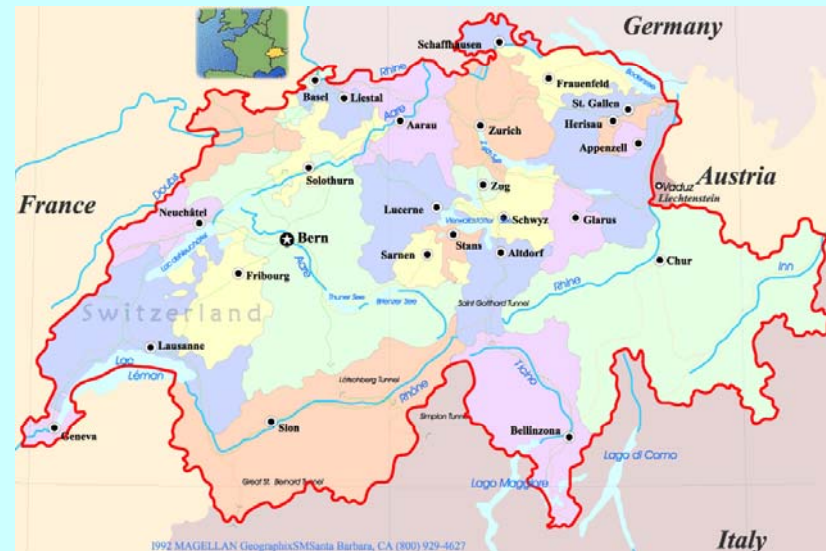 Germany
Schaffhausen
Rhine
Bodensee
Basel
Liestal
Frauenfeld
St. Gallen
Aare
Aarau
Zurich
Herisau
Appenzell
Doubs
Solothurn
France
Zug
Vaduz
Austria
Liechtenstein
Neuchâtel
Lucerne
Schwyz
Glarus
Bern
Stans
Sarnen
Altdorf
Lac de Neuchâtel
Fribourg
Aare
Chur
Inn
Rhine
Thuner See
Brienzer See
Saint Gotthard Tunnel
Switzerland
Lausanne
Lac
Léman
Lötschberg Tunnel
Rhône
Ticino
Simplon Tunnel
Geneva
Sion
Bellinzona
Lago di Como
Great St. Bernard Tunnel
Lago Maggiore
Italy
1992 MAGELLAN GeographixSMSanta Barbara, CA (800) 929-4627